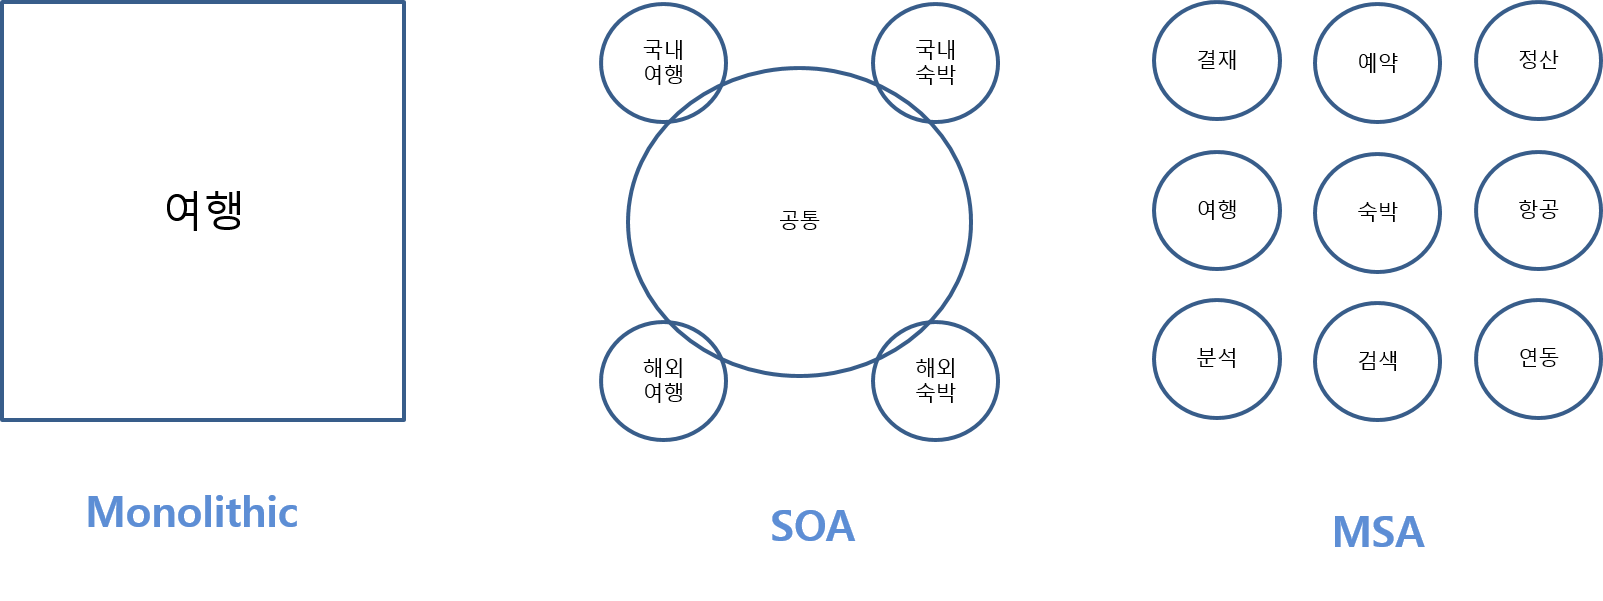 여행
Monolithic
국내
여행
국내
숙박
공통
해외
여행
해외
숙박
SOA
결재
예약
정산
여행
숙박
항공
분석
검색
연동
MSA